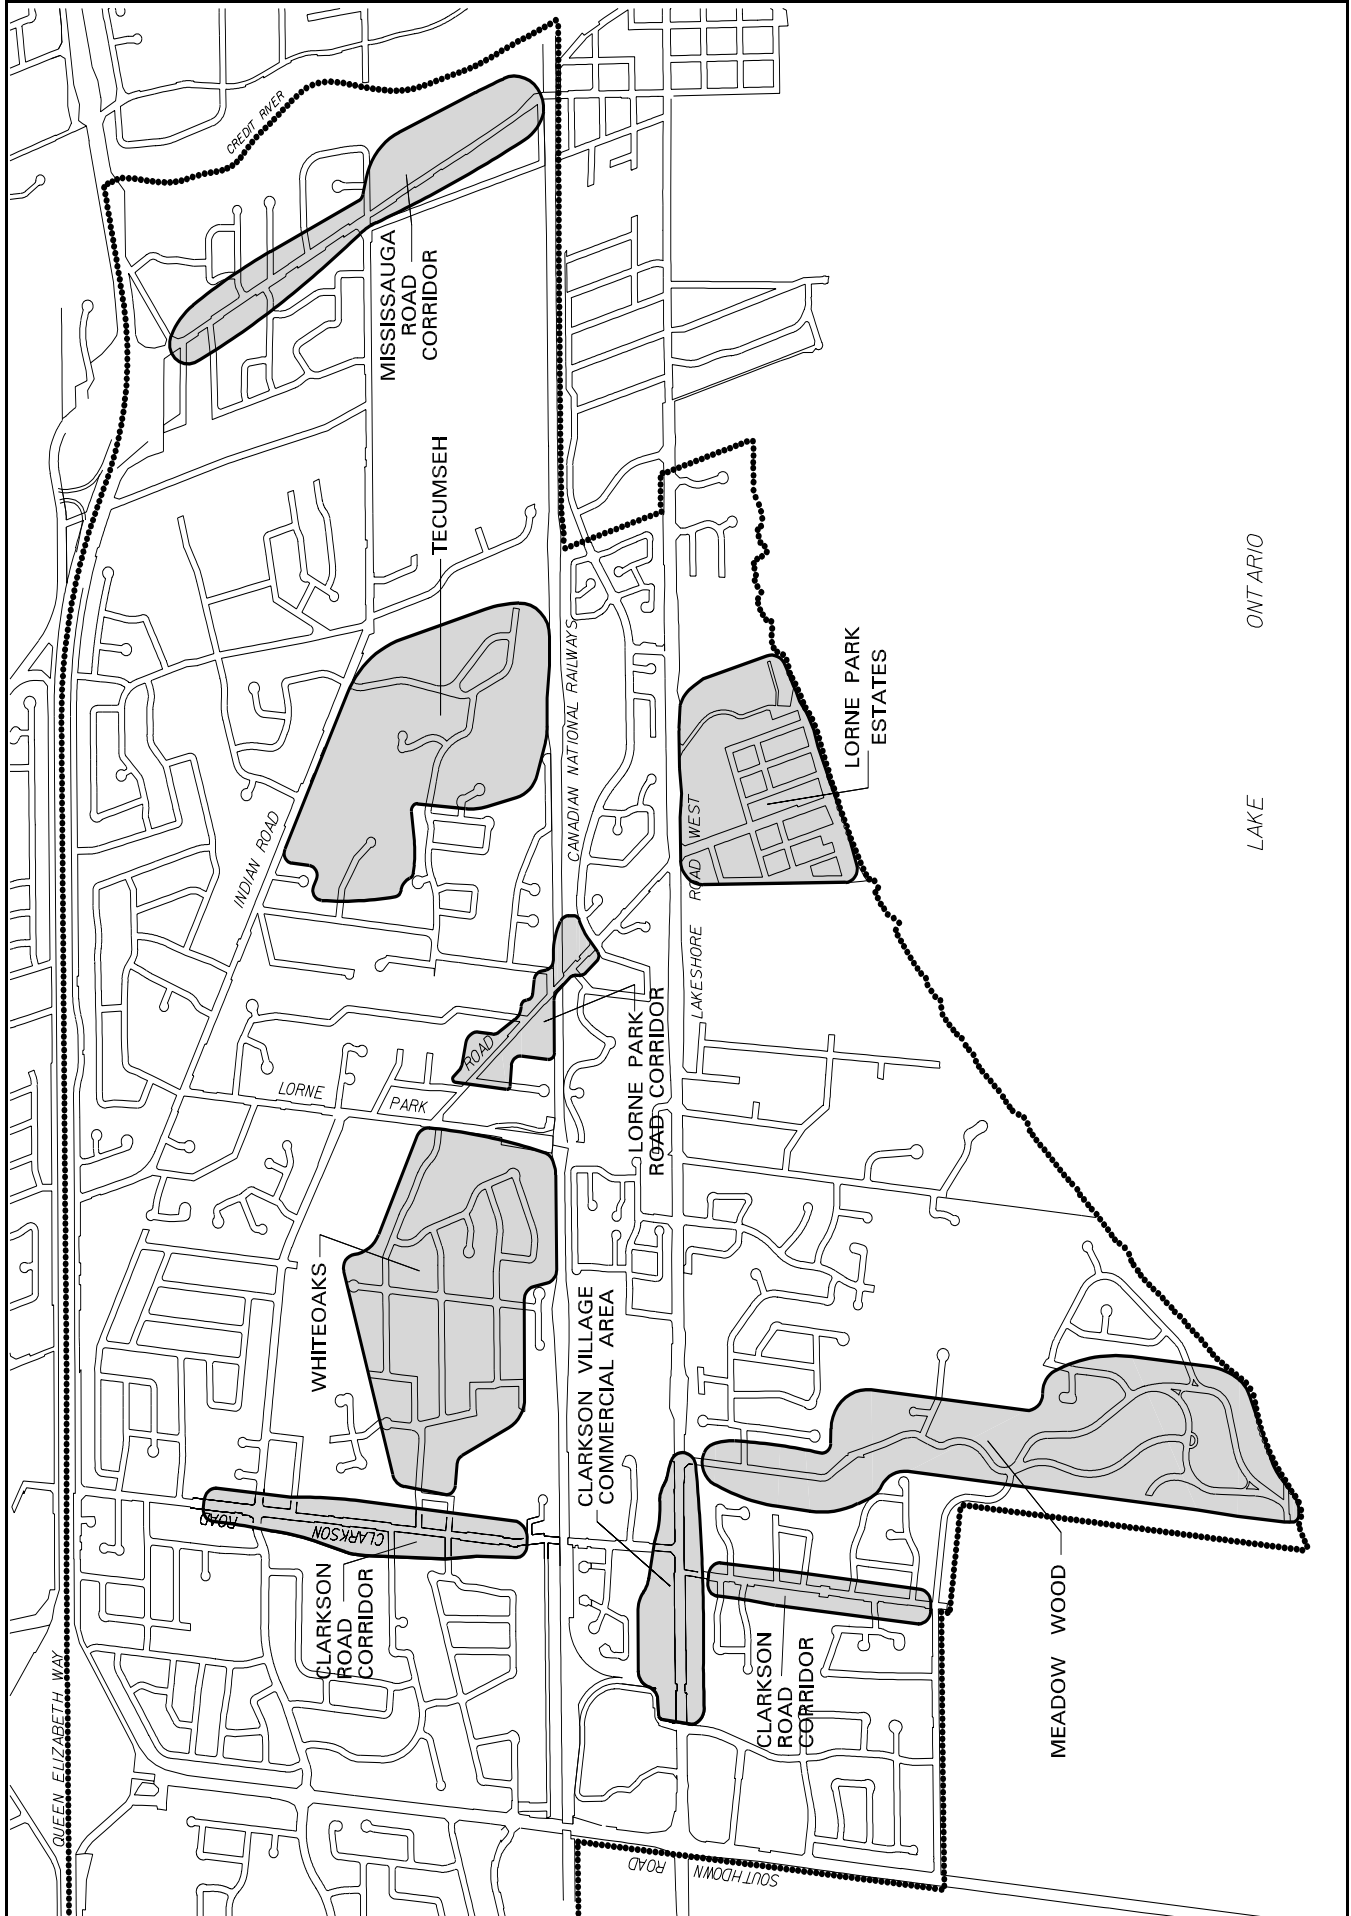 CREDIT RIVER
MISSISSAUGA
ROAD
CORRIDOR
TECUMSEH
CANADIAN NATIONAL RAILWAYS
INDIAN ROAD
LORNE PARK
ESTATES
LAKE ONTARIO
LAKESHORE ROAD WEST
LORNE PARK
ROAD CORRIDOR
LORNE
PARK
ROAD
WHITEOAKS
CLARKSON VILLAGE
COMMERCIAL AREA
CLARKSON
ROAD
CLARKSON
ROAD
CORRIDOR
CLARKSON
ROAD
CORRIDOR
MEADOW WOOD
QUEEN ELIZABETH WAY
SOUTHDOWN
ROAD